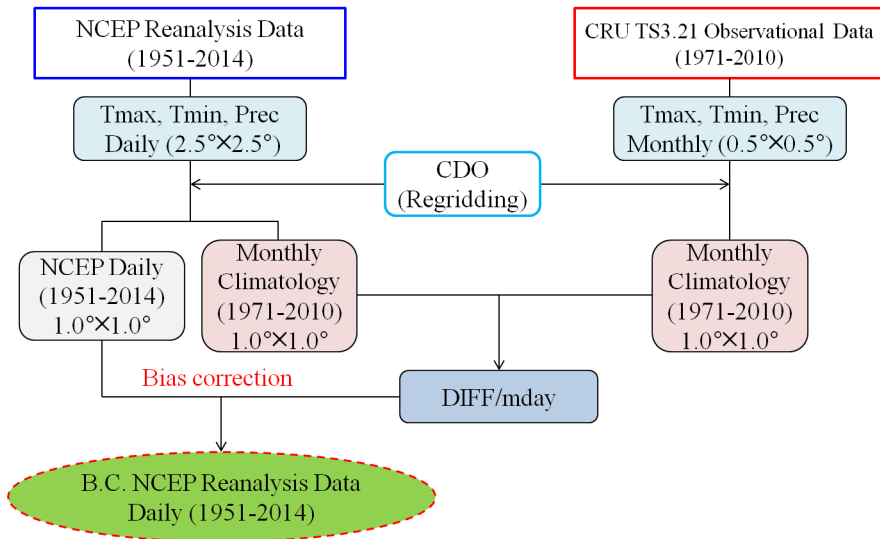 NCEP Reanalysis Data
(1951-2014)
CRU TS3.21 Observational Data
(1971-2010)
Tmax, Tmin, Prec
Daily (2.5°×2.5°)
Tmax, Tmin, Prec
Monthly (0.5°×0.5°)
CDO
(Regridding)
NCEP Daily
(1951-2014)
1.0°×1.0°
Monthly
Climatology
(1971-2010)
1.0°×1.0°
Monthly
Climatology
(1971-2010)
1.0°×1.0°
Bias correction
DIFF/mday
B.C. NCEP Reanalysis Data
Daily (1951-2014)